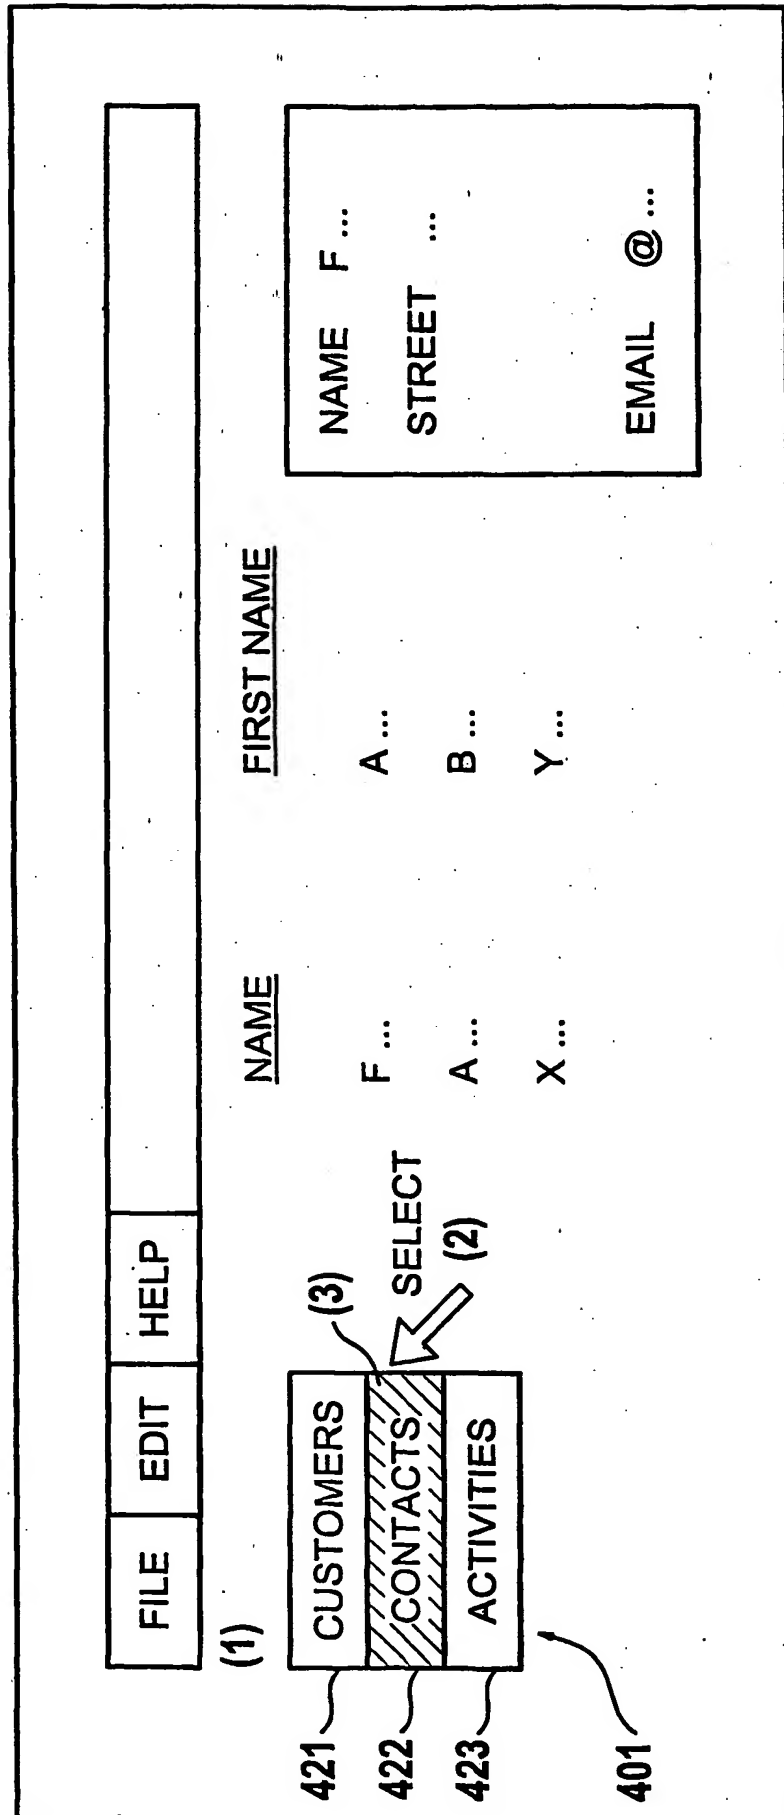 FILE EDIT HELP
(1)
NAME FIRST NAME
421 CUSTOMERS
(3)
422 CONTACTS
SELECT
(2)
423 ACTIVITIES
401
F... A...
A... B...
X... Y...
NAME F...
STREET ...
EMAIL @...